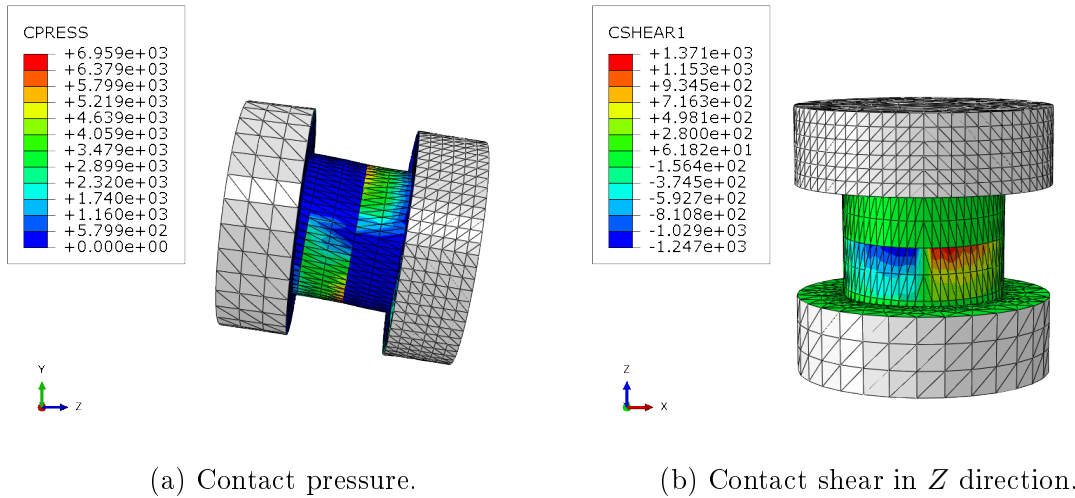 CPRESS
+6.959e+03
+6.379e+03
+5.799e+03
+5.219e+03
+4.639e+03
+4.059e+03
+3.479e+03
+2.899e+03
+2.320e+03
+1.740e+03
+1.160e+03
+5.799e+02
+0.000e+00
Y
Z
(a) Contact pressure.
CSHEAR1
+1.371e+03
+1.153e+03
+9.345e+02
+7.163e+02
+4.981e+02
+2.800e+02
+6.182e+01
-1.564e+02
-3.745e+02
-5.927e+02
-8.108e+02
-1.029e+03
-1.247e+03
Z
X
(b) Contact shear in Z direction.